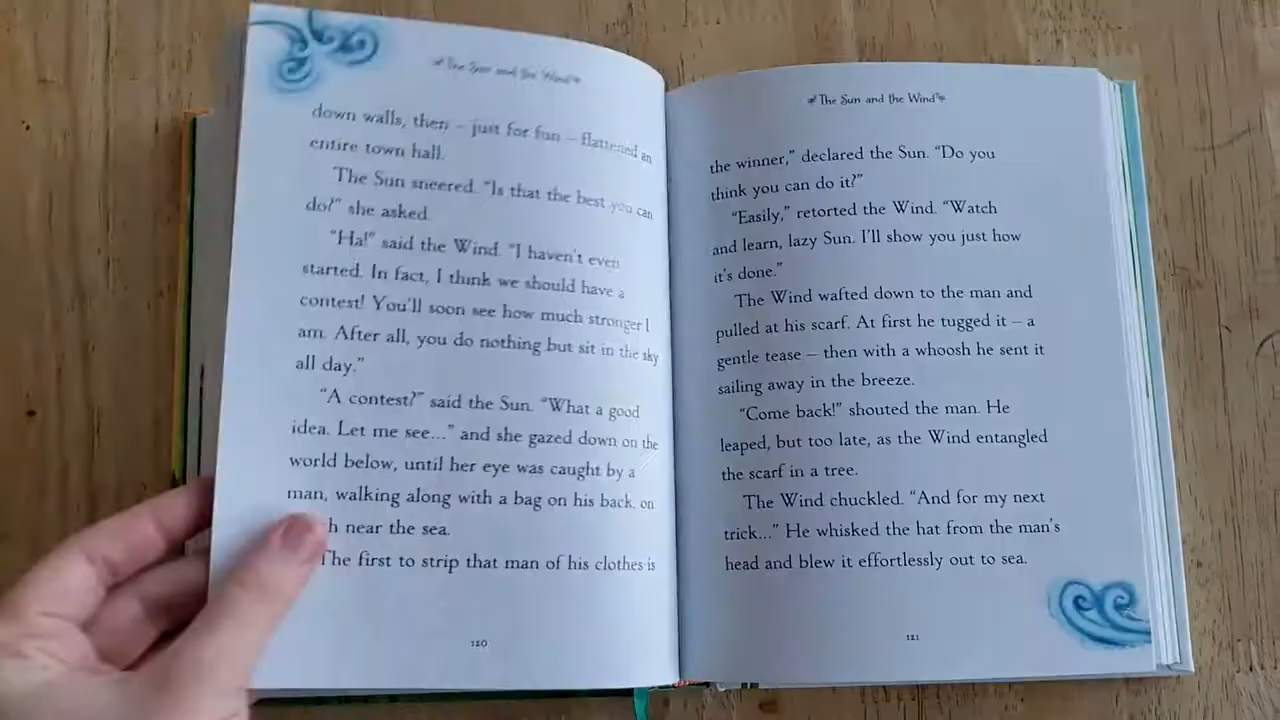 The Sun and the Wind
down walls, then – just for fun – flattened an
entire town hall.
The Sun sneered. “Is that the best you can
do?” she asked.
“Ha!” said the Wind. “I haven’t even
started. In fact, I think we should have a
contest! You’ll soon see how much stronger I
am. After all, you do nothing but sit in the sky
all day.”
“A contest?” said the Sun. “What a good
idea. Let me see...” and she gazed down on the
world below, until her eye was caught by a
man, walking along with a bag on his back, on
h near the sea.
The first to strip that man of his clothes is
120
The Sun and the Wind
the winner,” declared the Sun. “Do you
think you can do it?”
“Easily,” retorted the Wind. “Watch
and learn, lazy Sun. I’ll show you just how
it’s done.”
The Wind wafted down to the man and
pulled at his scarf. At first he tugged it – a
gentle tease – then with a whoosh he sent it
sailing away in the breeze.
“Come back!” shouted the man. He
leaped, but too late, as the Wind entangled
the scarf in a tree.
The Wind chuckled. “And for my next
trick...” He whisked the hat from the man’s
head and blew it effortlessly out to sea.
121